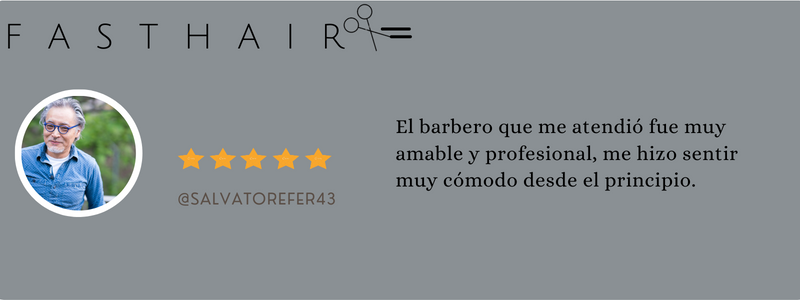 FASTHAIR
@SALVATOREFER43
El barbero que me atendió fue muy
amable y profesional, me hizo sentir
muy cómodo desde el principio.